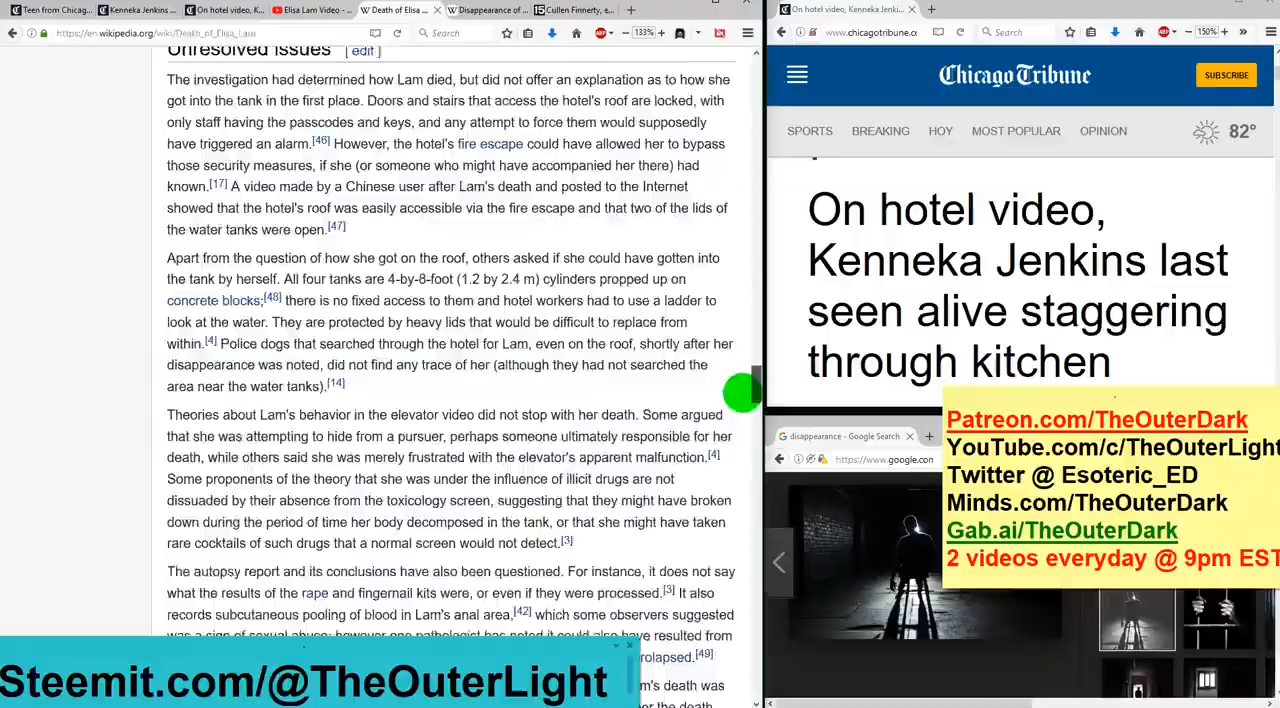 Teen from Chicag...
Kenneka Jenkins ...
On hotel video, Ke...
Elisa Lam Video - ...
Death of Elisa ...
Disappearance of ...
Cullen Finnerty, e...
https://en.wikipedia.org/wiki/Death_of_Elisa_Lam
133%
Search
Unresolved issues [edit]
The investigation had determined how Lam died, but did not offer an explanation as to how she
got into the tank in the first place. Doors and stairs that access the hotel's roof are locked, with
only staff having the passcodes and keys, and any attempt to force them would supposedly
have triggered an alarm.[46] However, the hotel's fire escape could have allowed her to bypass
those security measures, if she (or someone who might have accompanied her there) had
known.[17] A video made by a Chinese user after Lam's death and posted to the Internet
showed that the hotel's roof was easily accessible via the fire escape and that two of the lids of
the water tanks were open.[47]
Apart from the question of how she got on the roof, others asked if she could have gotten into
the tank by herself. All four tanks are 4-by-8-foot (1.2 by 2.4 m) cylinders propped up on
concrete blocks;[48] there is no fixed access to them and hotel workers had to use a ladder to
look at the water. They are protected by heavy lids that would be difficult to replace from
within.[4] Police dogs that searched through the hotel for Lam, even on the roof, shortly after her
disappearance was noted, did not find any trace of her (although they had not searched the
area near the water tanks).[14]
Theories about Lam's behavior in the elevator video did not stop with her death. Some argued
that she was attempting to hide from a pursuer, perhaps someone ultimately responsible for her
death, while others said she was merely frustrated with the elevator's apparent malfunction.[4]
Some proponents of the theory that she was under the influence of illicit drugs are not
dissuaded by their absence from the toxicology screen, suggesting that they might have broken
down during the period of time her body decomposed in the tank, or that she might have taken
rare cocktails of such drugs that a normal screen would not detect.[3]
The autopsy report and its conclusions have also been questioned. For instance, it does not say
what the results of the rape and fingernail kits were, or even if they were processed.[3] It also
records subcutaneous pooling of blood in Lam's anal area,[42] which some observers suggested
was a sign of sexual abuse; however one pathologist has noted it could also have resulted from
rolapsed.[49]
m's death was
er the death
Steemit.com/@TheOuterLight
On hotel video, Kenneka Jenkins...
www.chicagotribune.c
150%
Search
Chicago Tribune
SUBSCRIBE
SPORTS BREAKING HOY MOST POPULAR OPINION 82°
On hotel video,
Kenneka Jenkins last
seen alive staggering
through kitchen
disappearance - Google Search
https://www.google.con
Patreon.com/TheOuterDark
YouTube.com/c/TheOuterLight
Twitter @ Esoteric_ED
Minds.com/TheOuterDark
Gab.ai/TheOuterDark
2 videos everyday @ 9pm EST